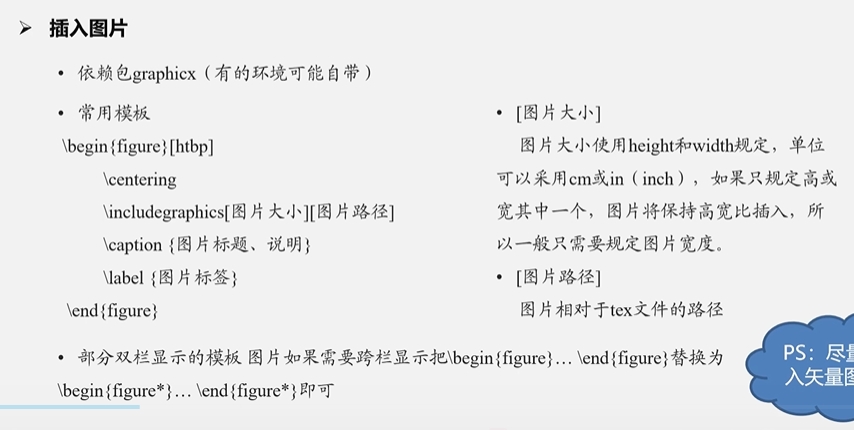 插入图片
• 依赖包graphicx（有的环境可能自带）
• 常用模板
\begin{figure}[htbp]
\centering
\includegraphics[图片大小][图片路径]
\caption {图片标题、说明}
\label {图片标签}
\end{figure}
• [图片大小]
图片大小使用height和width规定，单位
可以采用cm或in（inch），如果只规定高或
宽其中一个，图片将保持高宽比插入，所
以一般只需要规定图片宽度。
• [图片路径]
图片相对于tex文件的路径
• 部分双栏显示的模板 图片如果需要跨栏显示把\begin{figure}… \end{figure}替换为
\begin{figure*}… \end{figure*}即可
PS：尽量
入矢量图